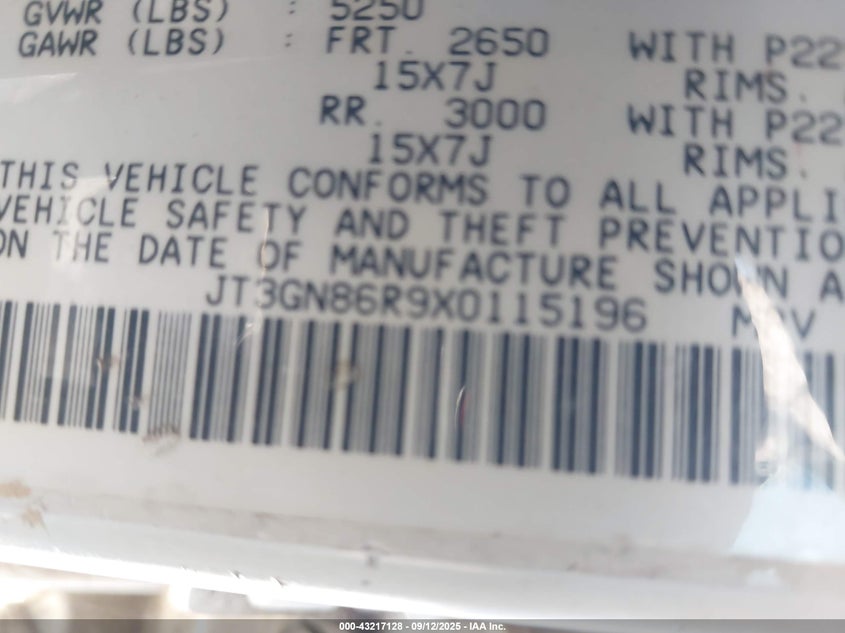 GVWR (LBS) : 5250
GAWR (LBS) : FRT. 2650 WITH P22
15X7J RIMS.
RR. 3000 WITH P22
15X7J RIMS.
THIS VEHICLE CONFORMS TO ALL APPLI
VEHICLE SAFETY AND THEFT PREVENTIO
ON THE DATE OF MANUFACTURE SHOWN A
JT3GN86R9X0115196 MPV
000-43217128 - 09/12/2025 - IAA Inc.